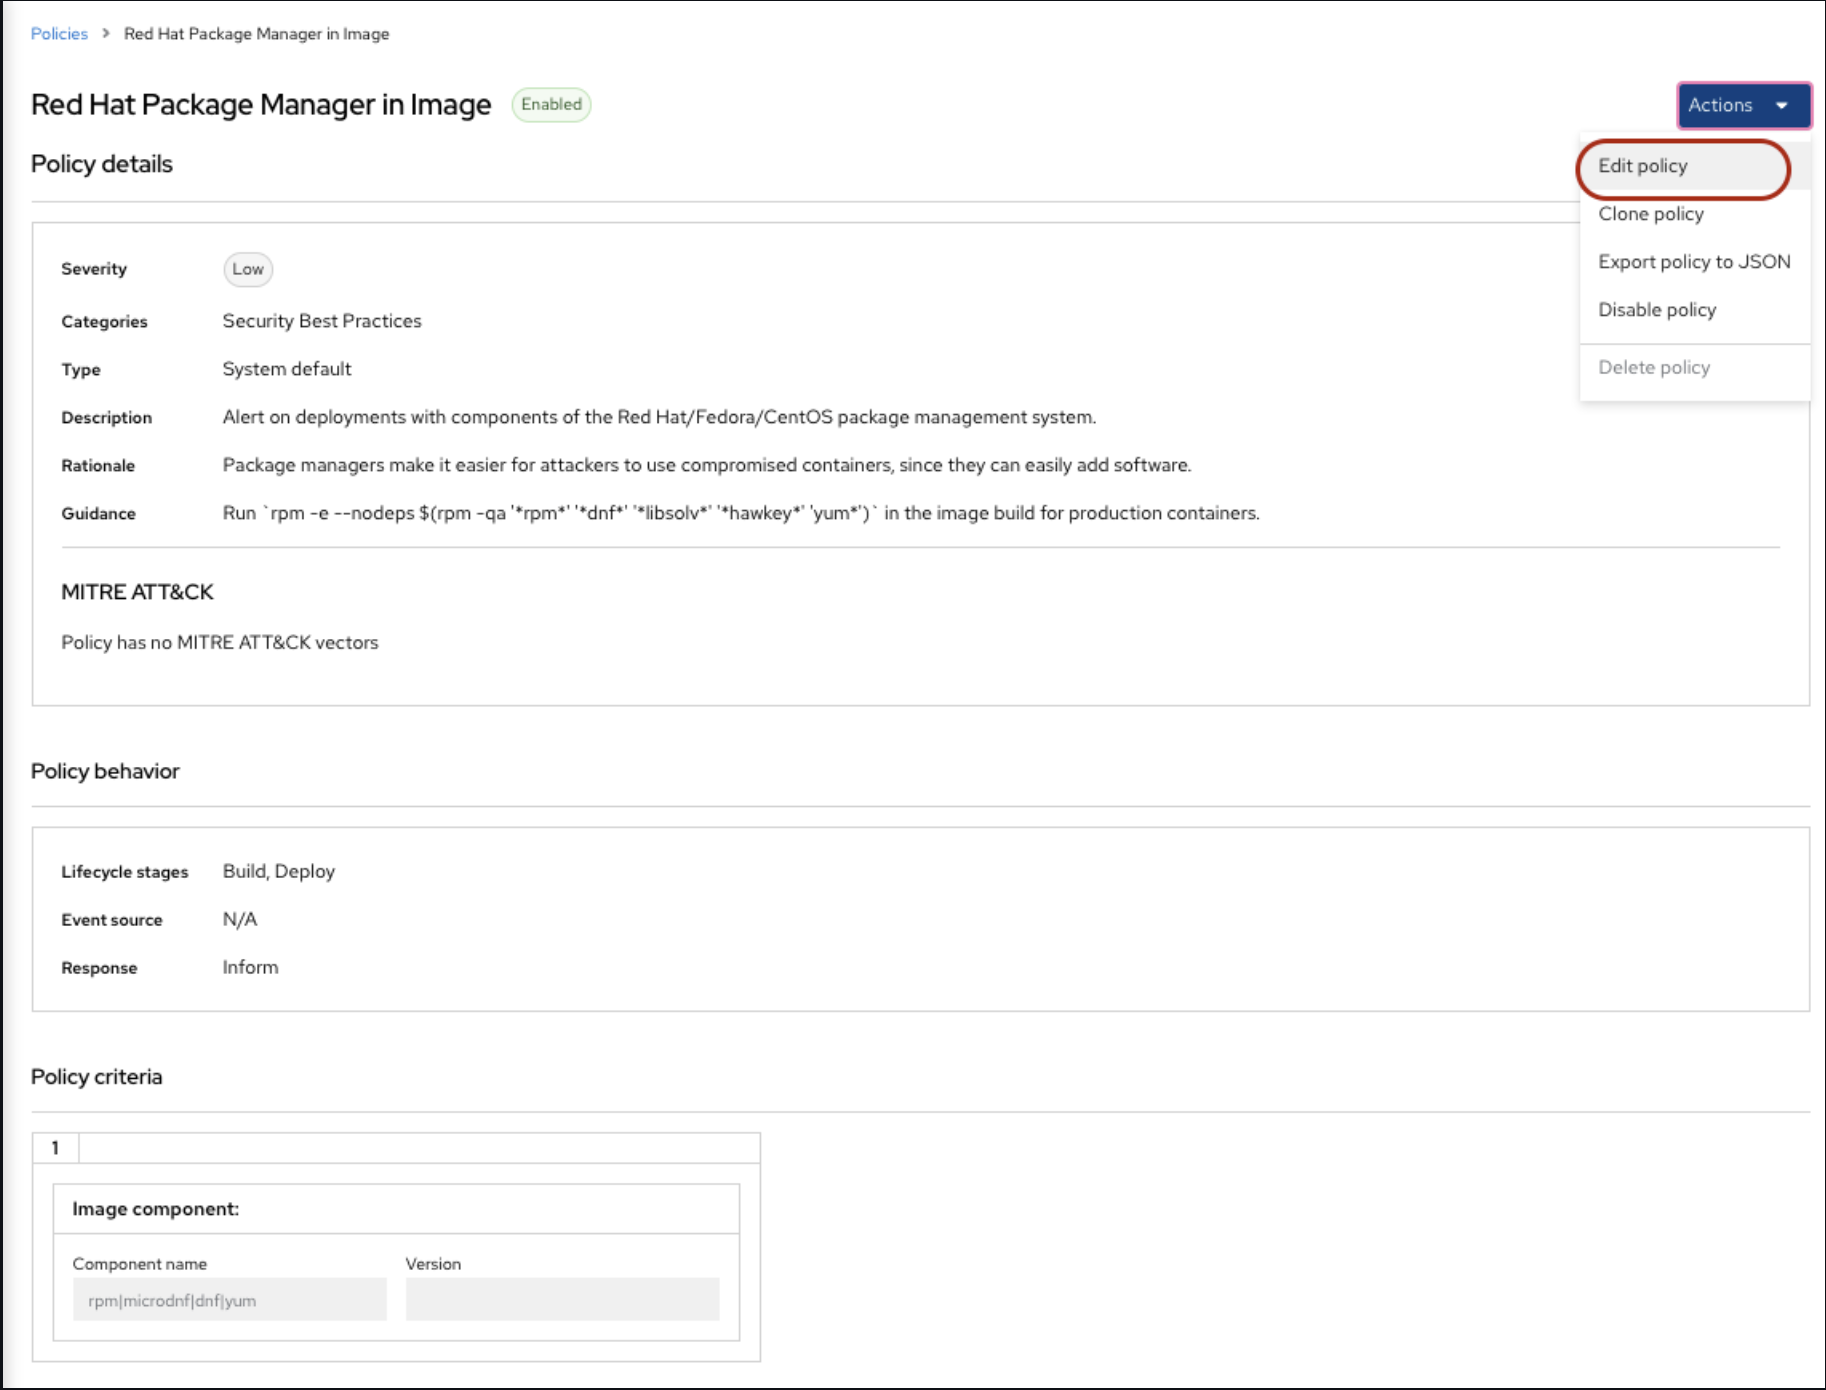 Policies > Red Hat Package Manager in Image
Red Hat Package Manager in Image Enabled
Actions
Policy details
Edit policy
Clone policy
Export policy to JSON
Disable policy
Delete policy
Severity Low
Categories Security Best Practices
Type System default
Description Alert on deployments with components of the Red Hat/Fedora/CentOS package management system.
Rationale Package managers make it easier for attackers to use compromised containers, since they can easily add software.
Guidance Run `rpm -e --nodeps $(rpm -qa '*rpm*' '*dnf*' '*libsolv*' '*hawkey*' 'yum*')` in the image build for production containers.
MITRE ATT&CK
Policy has no MITRE ATT&CK vectors
Policy behavior
Lifecycle stages Build, Deploy
Event source N/A
Response Inform
Policy criteria
1
Image component:
Component name Version
rpm|microdnf|dnf|yum